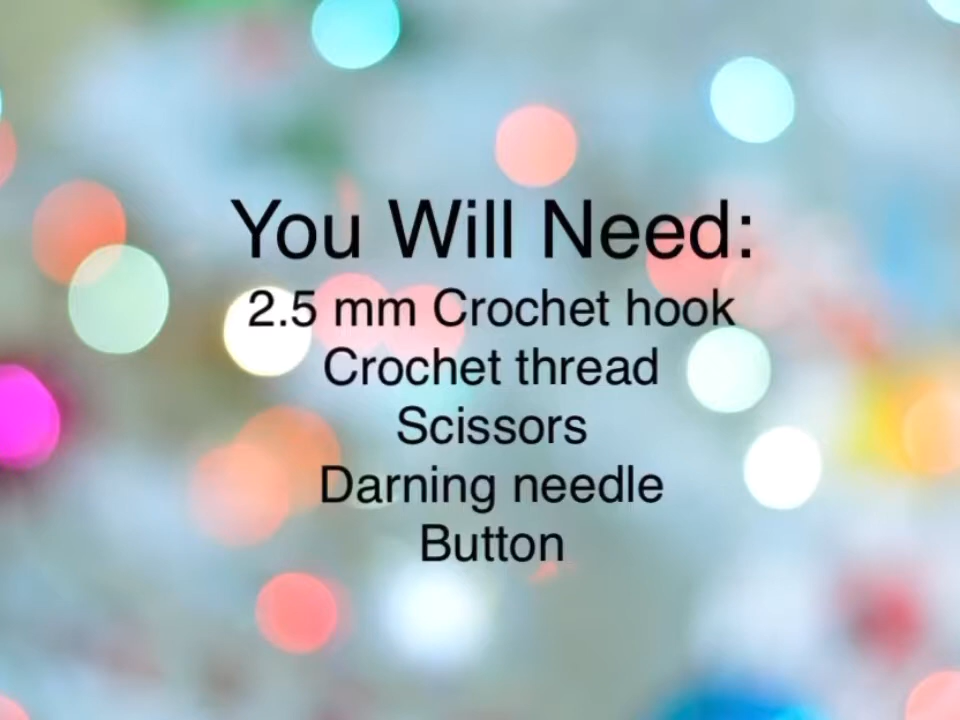 You Will Need:
2.5 mm Crochet hook
Crochet thread
Scissors
Darning needle
Button